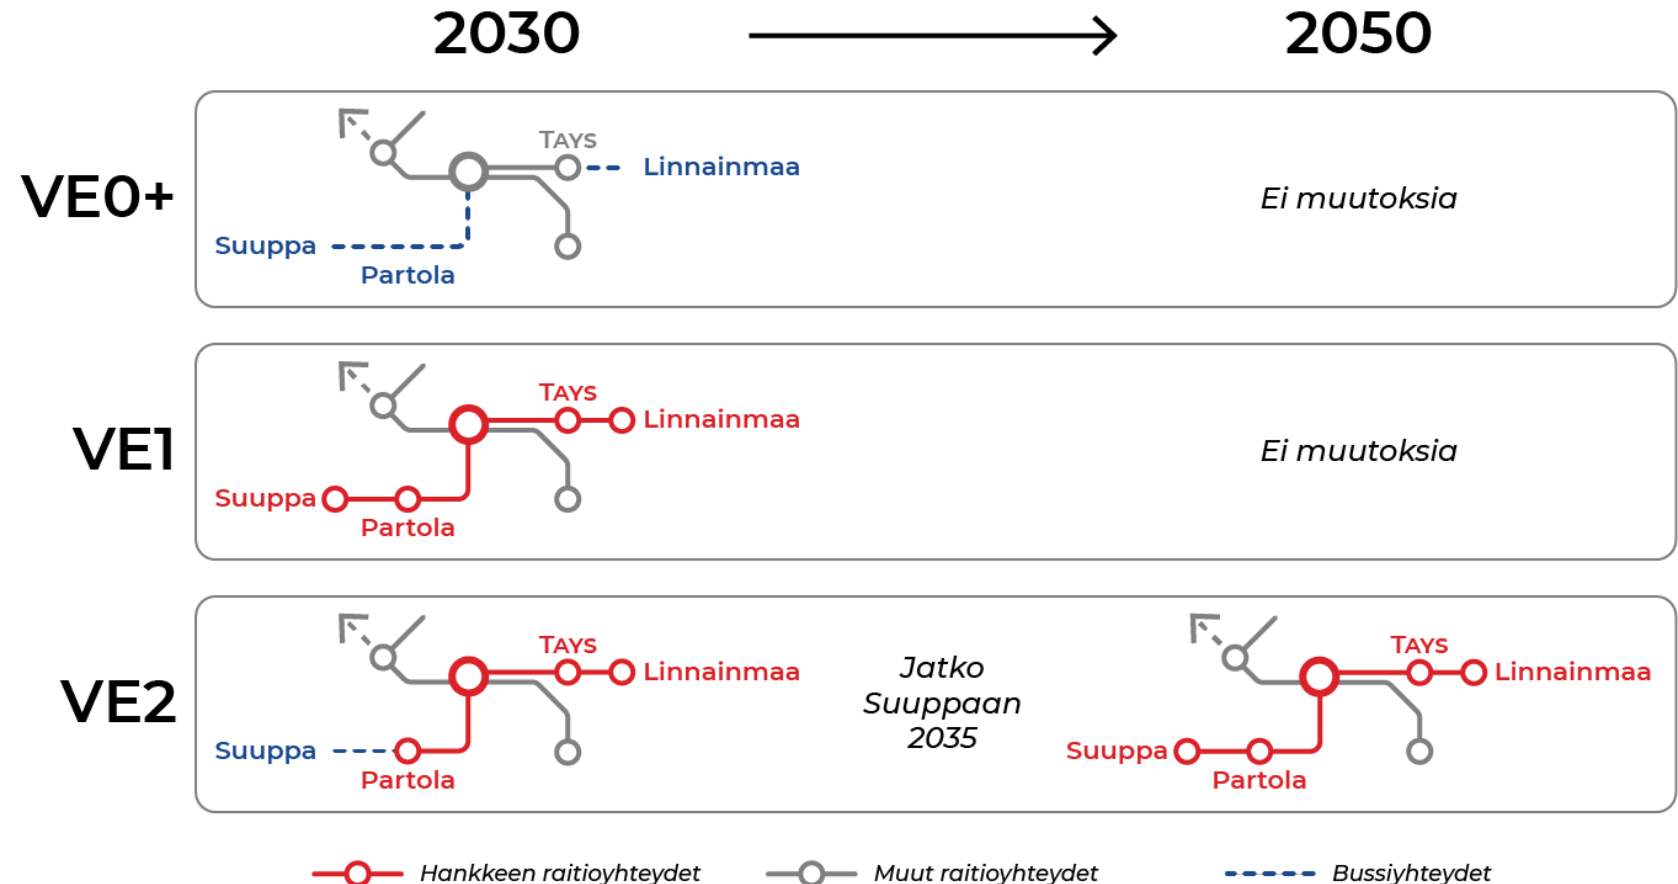 2030
2050
VE0+
TAYS
Linnainmaa
Suuppa
Partola
Ei muutoksia
VE1
TAYS
Linnainmaa
Suuppa
Partola
Ei muutoksia
VE2
TAYS
Linnainmaa
Suuppa
Partola
Jatko
Suuppaan
2035
TAYS
Linnainmaa
Suuppa
Partola
Hankkeen raitioyhteydet
Muut raitioyhteydet
Bussiyhteydet